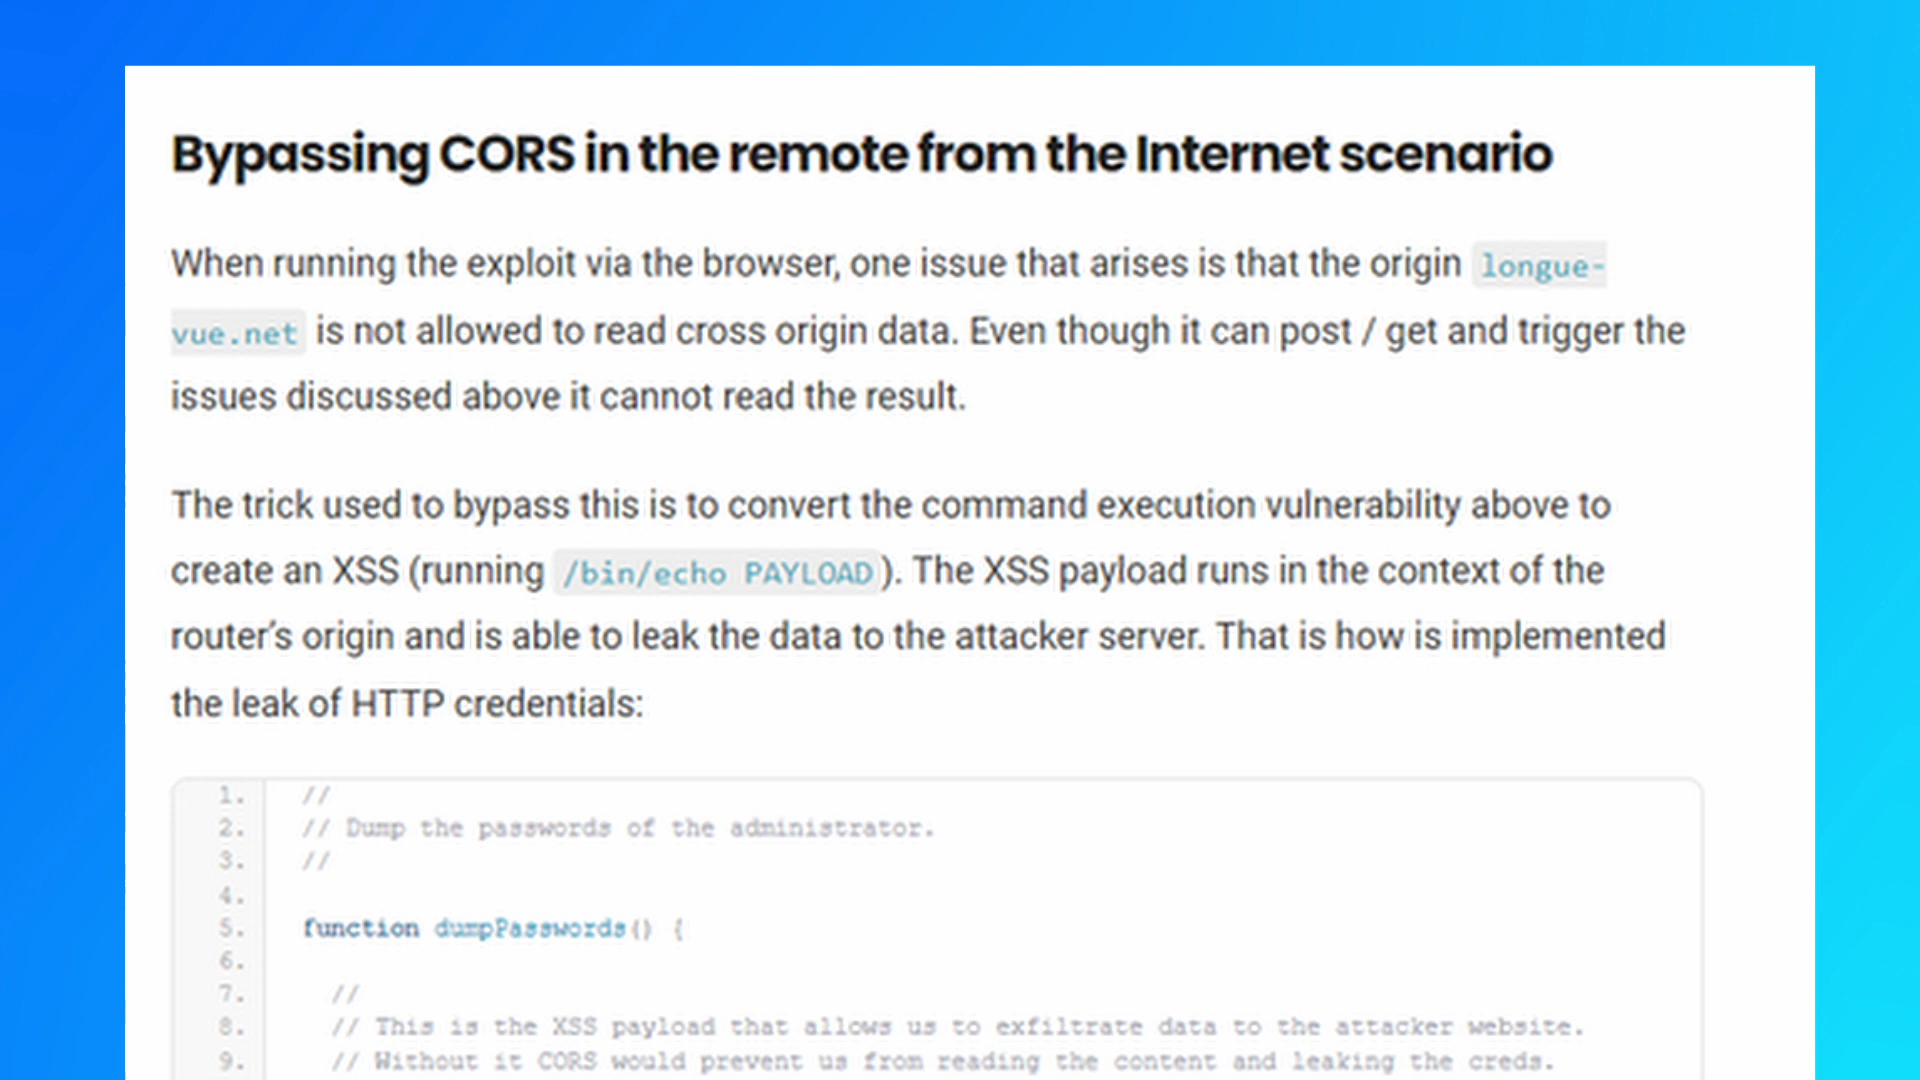 Bypassing CORS in the remote from the Internet scenario
When running the exploit via the browser, one issue that arises is that the origin longue-
vue.net is not allowed to read cross origin data. Even though it can post / get and trigger the
issues discussed above it cannot read the result.
The trick used to bypass this is to convert the command execution vulnerability above to
create an XSS (running /bin/echo PAYLOAD). The XSS payload runs in the context of the
router’s origin and is able to leak the data to the attacker server. That is how is implemented
the leak of HTTP credentials:
1. //
2. // Dump the passwords of the administrator.
3. //
4.
5. function dumpPasswords() {
6.
7. //
8. // This is the XSS payload that allows us to exfiltrate data to the attacker website.
9. // Without it CORS would prevent us from reading the content and leaking the creds.